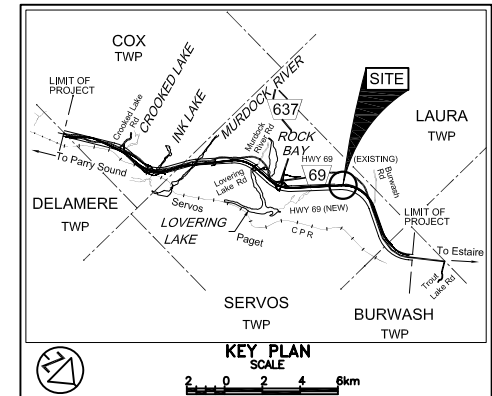 COX
TWP
LIMIT OF
PROJECT
Crooked Lake
Rd
CROOKED LAKE
INK LAKE
MURDOCK RIVER
637
SITE
LAURA
TWP
Murdock
River Rd
ROCK
BAY
HWY 69
(EXISTING)
69
Burwash
Rd
To Parry Sound
Lovering
Lake Rd
DELAMERE
TWP
Servos
LOVERING
LAKE
HWY 69 (NEW)
LIMIT OF
PROJECT
Paget
C P R
To Estaire
Trout
Lake Rd
SERVOS
TWP
BURWASH
TWP
KEY PLAN
SCALE
2 0 2 4 6km